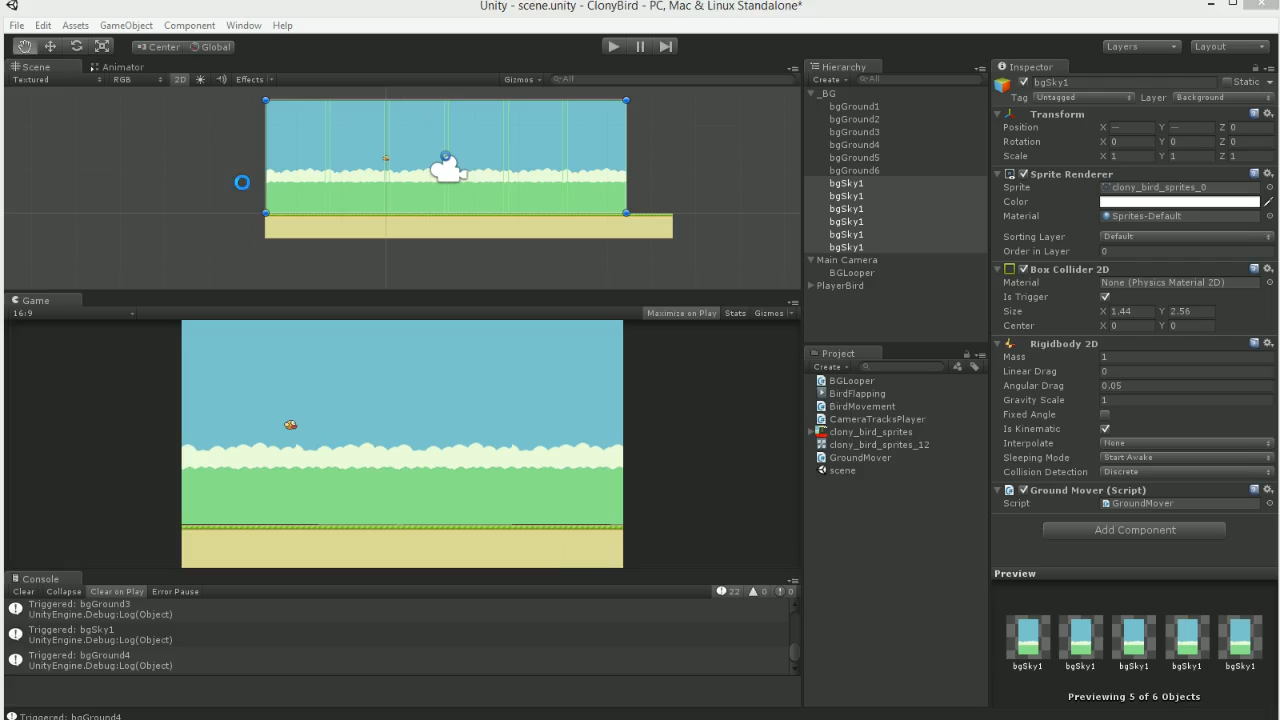 Unity - scene.unity - ClonyBird - PC, Mac & Linux Standalone*
File Edit Assets GameObject Component Window Help
Center Global Layers Layout
Scene Animator
Textured RGB 2D Effects Gizmos All
Game
16:9 Maximize on Play Stats Gizmos
Console
Clear Collapse Clear on Play Error Pause 22 0 0
Triggered: bgGround3
UnityEngine.Debug:Log(Object)
Triggered: bgSky1
UnityEngine.Debug:Log(Object)
Triggered: bgGround4
UnityEngine.Debug:Log(Object)
Triggered: bgGround4
Hierarchy
Create All
_BG
bgGround1
bgGround2
bgGround3
bgGround4
bgGround5
bgGround6
bgSky1
bgSky1
bgSky1
bgSky1
bgSky1
bgSky1
Main Camera
BGLooper
PlayerBird
Project
Create
BGLooper
BirdFlapping
BirdMovement
CameraTracksPlayer
clony_bird_sprites
clony_bird_sprites_12
GroundMover
scene
Inspector
bgSky1 Static
Tag Untagged Layer Background
Transform
Position X — Y — Z 0
Rotation X 0 Y 0 Z 0
Scale X 1 Y 1 Z 1
Sprite Renderer
Sprite clony_bird_sprites_0
Color
Material Sprites-Default
Sorting Layer Default
Order in Layer 0
Box Collider 2D
Material None (Physics Material 2D)
Is Trigger
Size X 1.44 Y 2.56
Center X 0 Y 0
Rigidbody 2D
Mass 1
Linear Drag 0
Angular Drag 0.05
Gravity Scale 1
Fixed Angle
Is Kinematic
Interpolate None
Sleeping Mode Start Awake
Collision Detection Discrete
Ground Mover (Script)
Script GroundMover
Add Component
Preview
bgSky1 bgSky1 bgSky1 bgSky1 bgSky1
Previewing 5 of 6 Objects